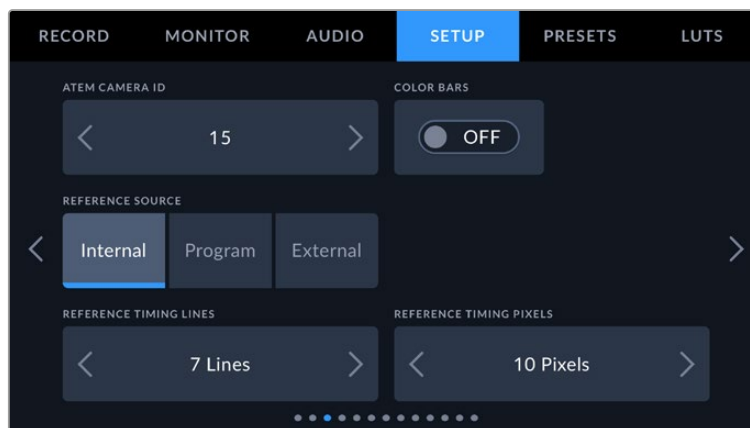 RECORD MONITOR AUDIO SETUP PRESETS LUTS
ATEM CAMERA ID COLOR BARS
15 OFF
REFERENCE SOURCE
Internal Program External
REFERENCE TIMING LINES REFERENCE TIMING PIXELS
7 Lines 10 Pixels